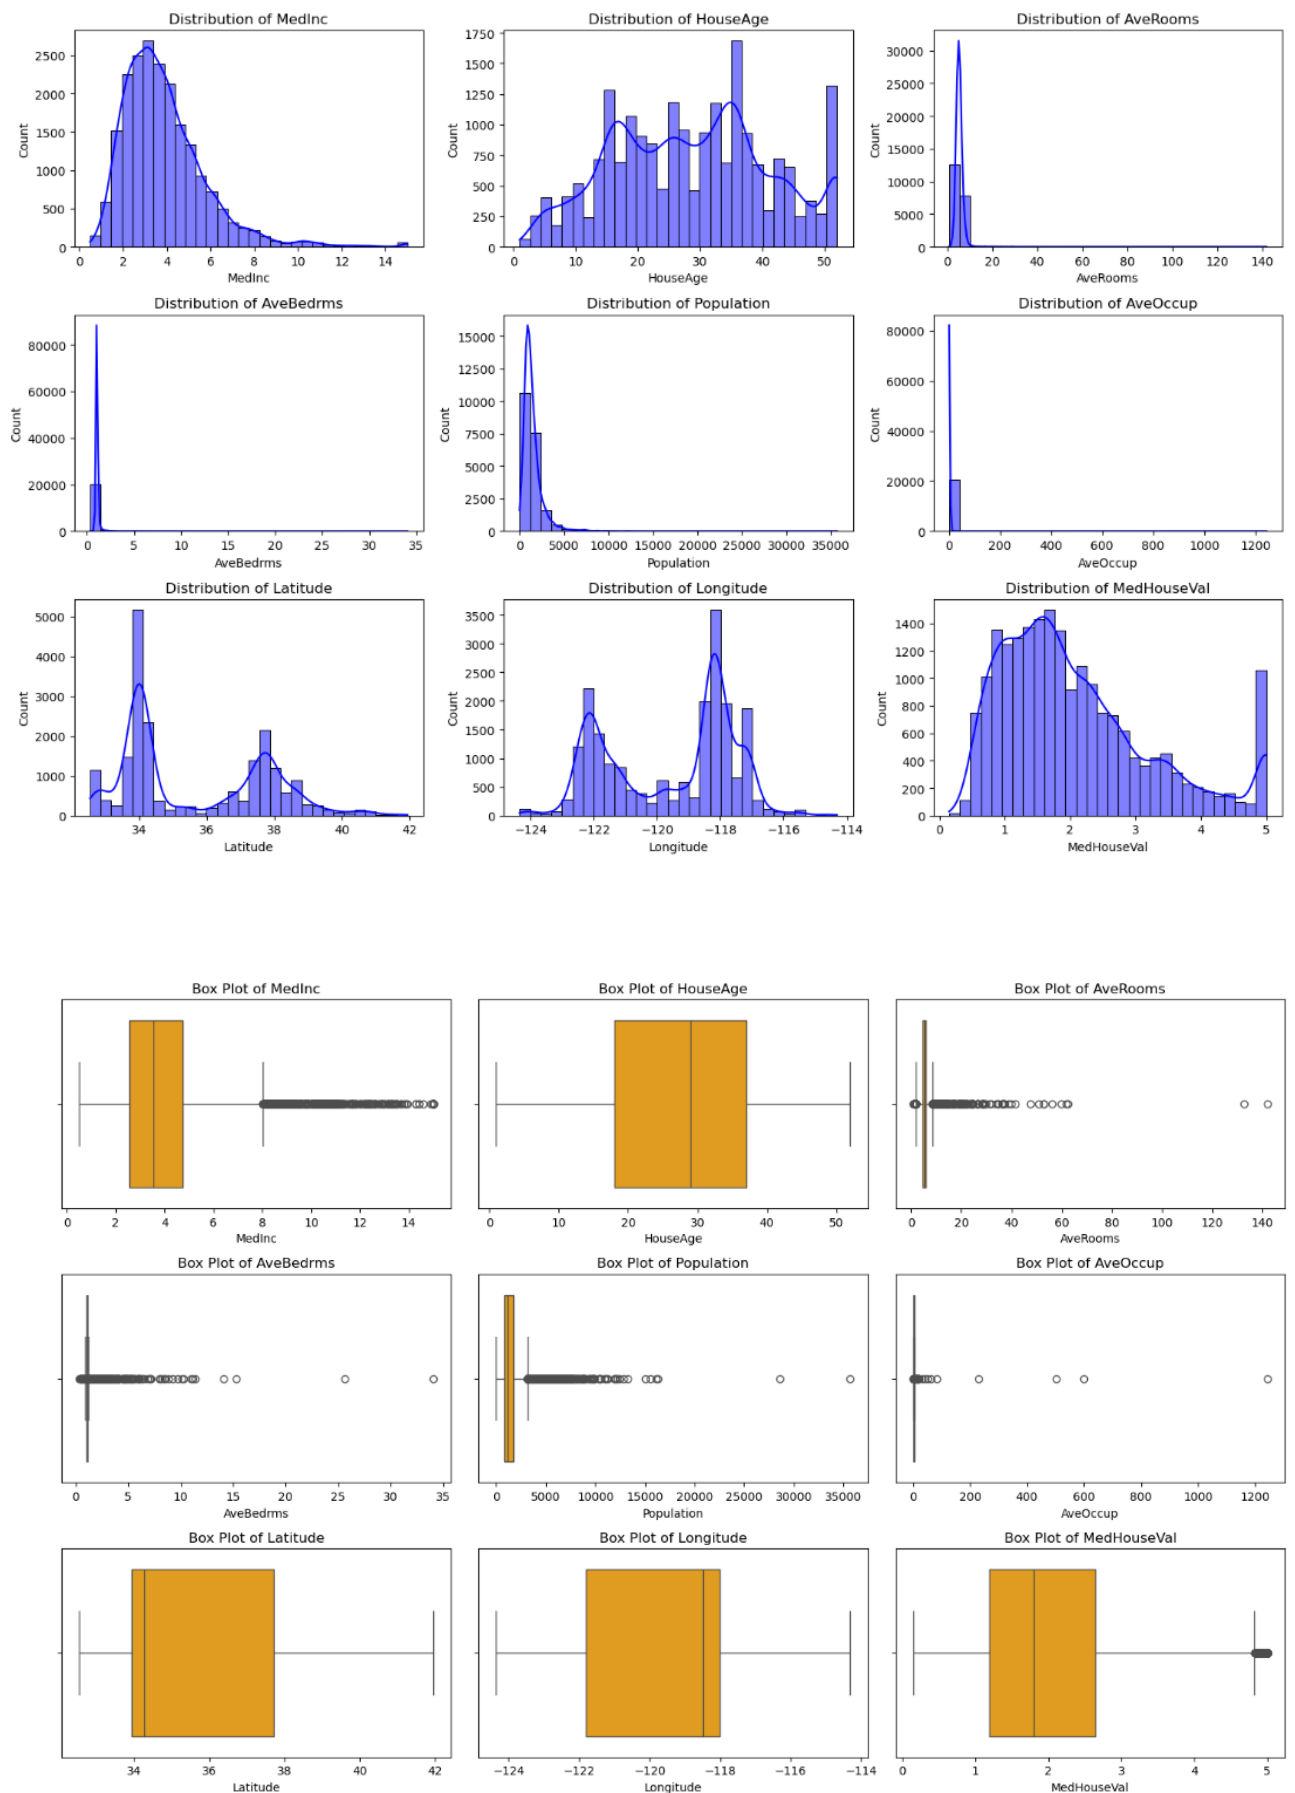 Distribution of MedInc
Distribution of HouseAge
Distribution of AveRooms
Count
2500
2000
1500
1000
500
0
0 2 4 6 8 10 12 14
MedInc
Count
1750
1500
1250
1000
750
500
250
0
0 10 20 30 40 50
HouseAge
Count
30000
25000
20000
15000
10000
5000
0
0 20 40 60 80 100 120 140
AveRooms
Distribution of AveBedrms
Distribution of Population
Distribution of AveOccup
Count
80000
60000
40000
20000
0
0 5 10 15 20 25 30 35
AveBedrms
Count
15000
12500
10000
7500
5000
2500
0
0 5000 10000 15000 20000 25000 30000 35000
Population
Count
80000
60000
40000
20000
0
0 200 400 600 800 1000 1200
AveOccup
Distribution of Latitude
Distribution of Longitude
Distribution of MedHouseVal
Count
5000
4000
3000
2000
1000
0
34 36 38 40 42
Latitude
Count
3500
3000
2500
2000
1500
1000
500
0
−124 −122 −120 −118 −116 −114
Longitude
Count
1400
1200
1000
800
600
400
200
0
0 1 2 3 4 5
MedHouseVal
Box Plot of MedInc
Box Plot of HouseAge
Box Plot of AveRooms
0 2 4 6 8 10 12 14
MedInc
0 10 20 30 40 50
HouseAge
0 20 40 60 80 100 120 140
AveRooms
Box Plot of AveBedrms
Box Plot of Population
Box Plot of AveOccup
0 5 10 15 20 25 30 35
AveBedrms
0 5000 10000 15000 20000 25000 30000 35000
Population
0 200 400 600 800 1000 1200
AveOccup
Box Plot of Latitude
Box Plot of Longitude
Box Plot of MedHouseVal
34 36 38 40 42
Latitude
−124 −122 −120 −118 −116 −114
Longitude
0 1 2 3 4 5
MedHouseVal